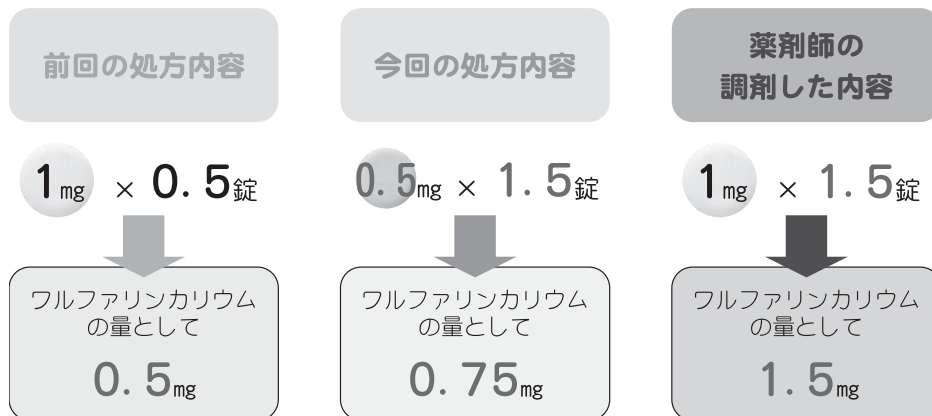 前回の処方内容
1mg × 0.5錠
ワルファリンカリウム
の量として
0.5mg
今回の処方内容
0.5mg × 1.5錠
ワルファリンカリウム
の量として
0.75mg
薬剤師の
調剤した内容
1mg × 1.5錠
ワルファリンカリウム
の量として
1.5mg